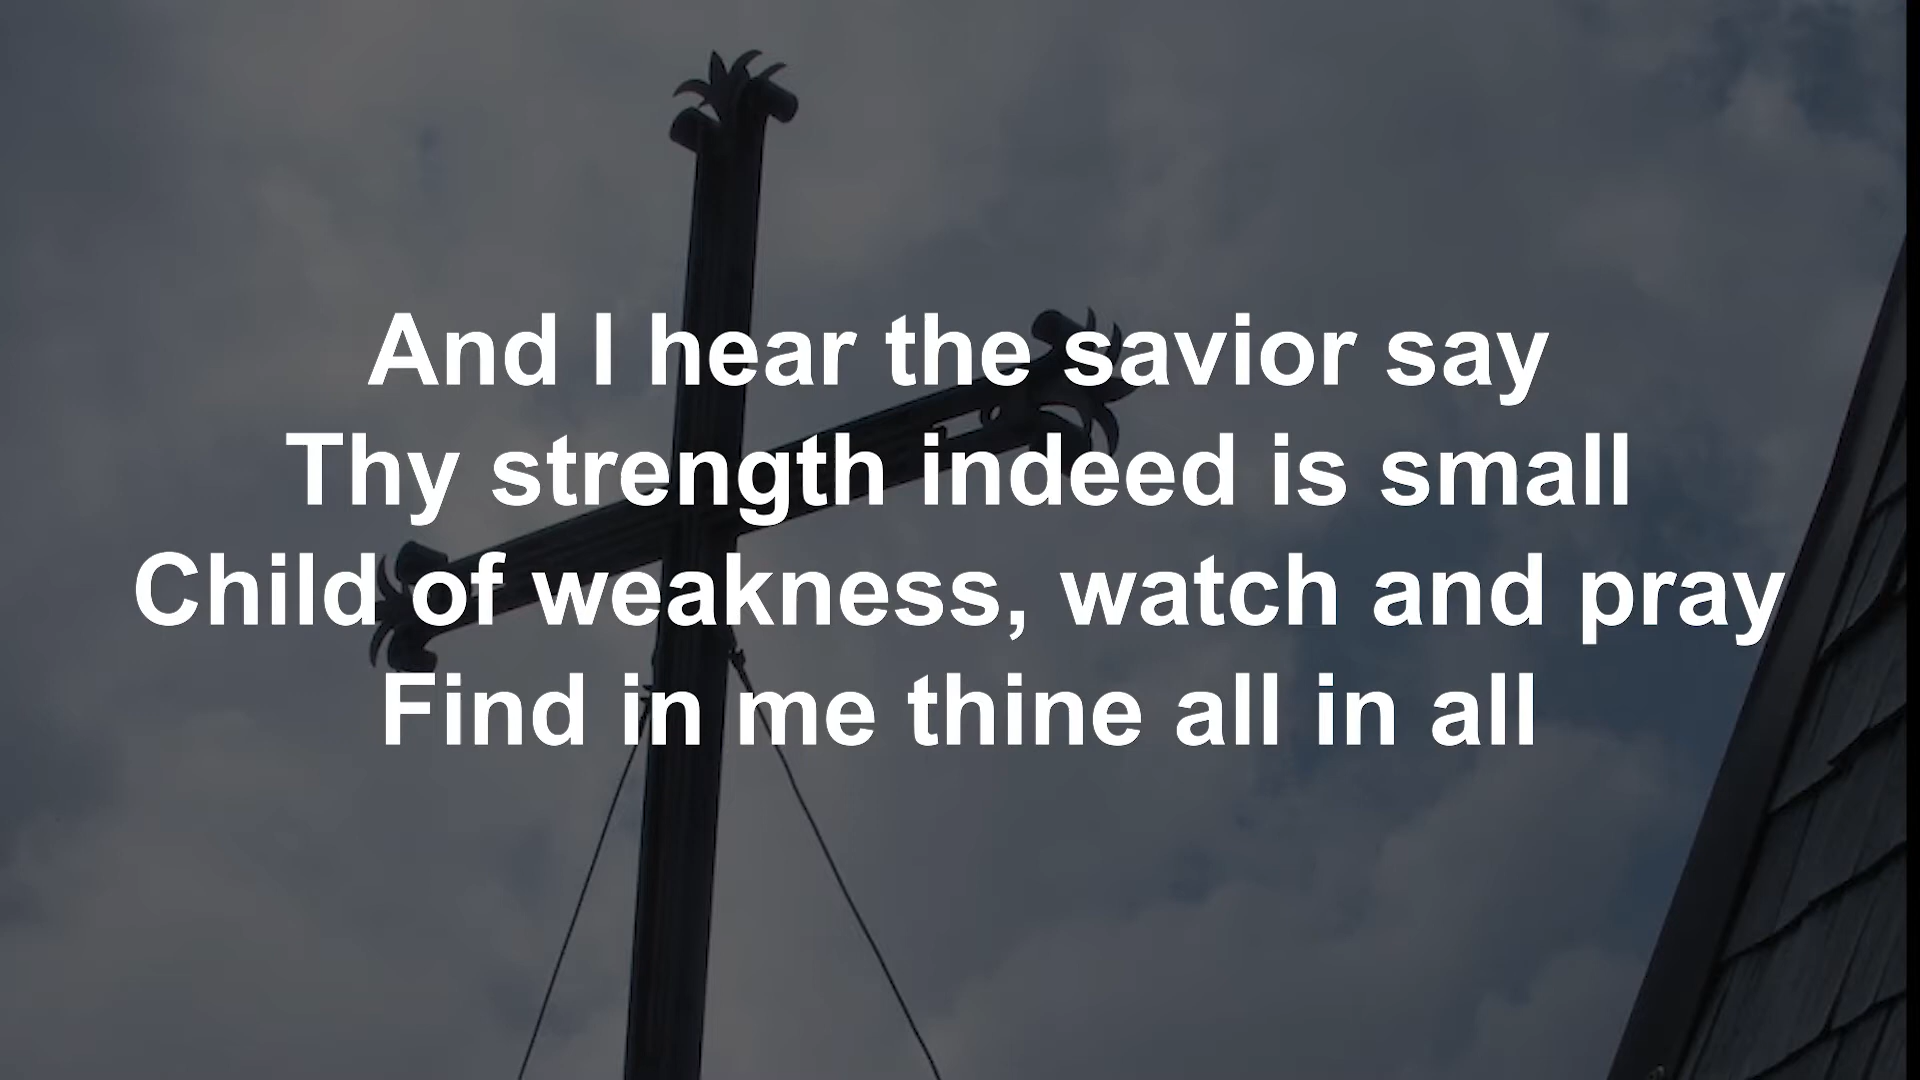 And I hear the savior say
Thy strength indeed is small
Child of weakness, watch and pray
Find in me thine all in all